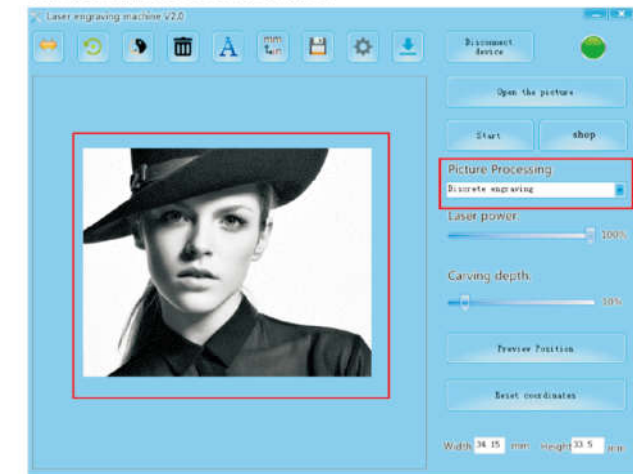 Laser engraving machine V2.0
A
mm
in
Disconnect
device
Open the picture
Start
shop
Picture Processing
Discrete engraving
Laser power:
100%
Carving depth:
10%
Preview Position
Reset coordinates
Width 34.15 mm Height 33.5 mm